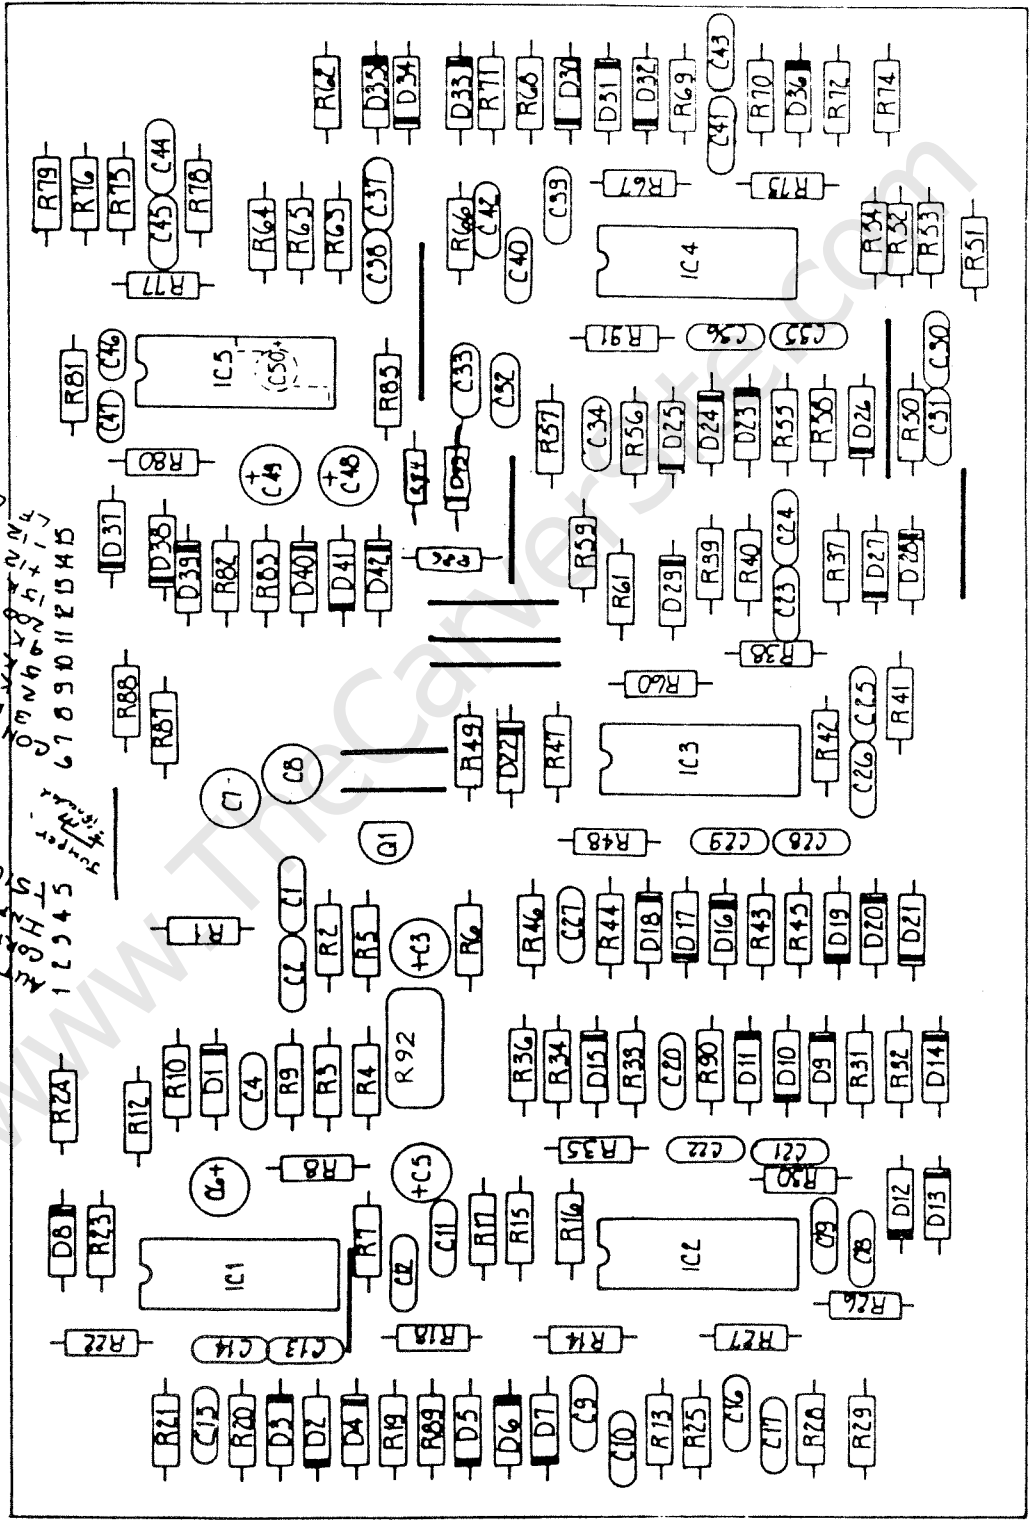 C43
R62 D35 D34 D33 R71 R68 D30 D31 D32 R69 R70 D36 R72 R74
C41
R79 R76 R75 C44 R78
C45
R64 R65 R63 C37 R66 C42 C39 R67 R73
C38 C40 IC4 R54 R52 R53 R51
R77
R91 C36 C35 C30
R81 C46 IC5 C50+ R85 C33 C32
C47
R57 C34 R56 D25 D24 D23 R55 R58 D26 R50 C31
R80 +C49 +C48 R84 D43
D37 D38 D39 R82 R83 D40 D41 D42 R86
R59 R61 D29 R39 R40 C24 R37 D27 D28
C23
R38
R60
R88 R87 C25 R41
C7 C8 R49 D22 R47 IC3 R42 C26
6 7 8 9 10 11 12 13 14 15
Jumper
Q1 R48 C29 C28
1 2 3 4 5
R1 C1 R2 R5 +C3 R6 R46 C27 R44 D18 D17 D16 R43 R45 D19 D20 D21
C2
R92
R24 R12 R10 D1 C4 R9 R3 R4 R36 R34 D15 R33 C20 R90 D11 D10 D9 R31 R32 D14
R8 R35 C22 C21
C6+ +C5 R30
D8 R23 IC1 R7 C12 C11 R17 R15 R16 IC2 C19 C18 D12 D13
R26
R22 C14 C13 R18 R14 R27
R21 C15 R20 D3 D2 D4 R19 R89 D5 D6 D7 C9 C10 R13 R25 C16 C17 R28 R29
www.TheCarverSite.com